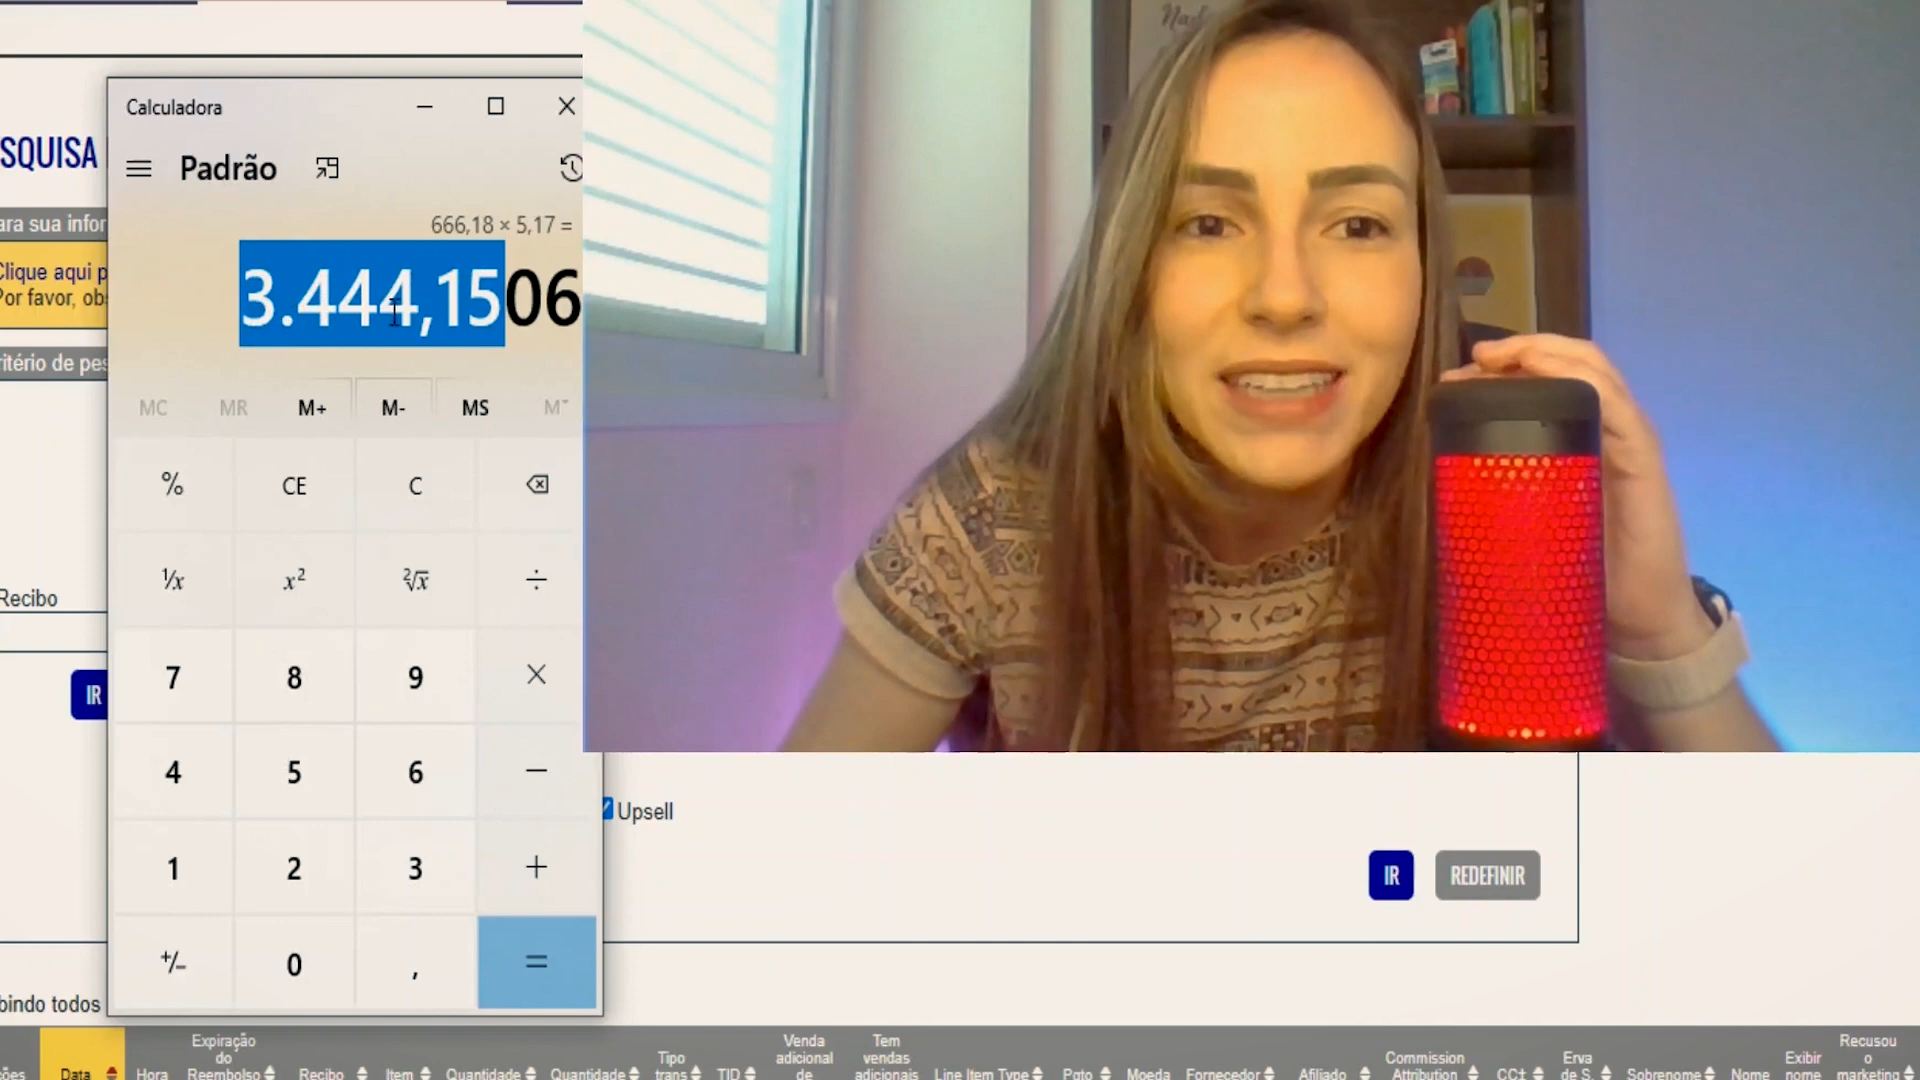 SQUISA
ara sua infor
Clique aqui p
Por favor, obs
ritério de pes
Recibo
IR
bindo todos
Calculadora
Padrão
666,18 × 5,17 =
3.444,1506
MC MR M+ M- MS M
% CE C
¹/x x² ²√x ÷
7 8 9 ×
4 5 6 −
1 2 3 +
+/- 0 , =
Upsell
IR REDEFINIR
ções
Data
Hora
Expiração
do
Reembolso
Recibo
Item
Quantidade
Quantidade
Tipo
trans
TID
Venda
adicional
de
Tem
vendas
adicionais
Line Item Type
Pgto
Moeda
Fornecedor
Afiliado
Commission
Attribution
CCt
Erva
de S.
Sobrenome
Nome
Exibir
nome
Recusou
o
marketing